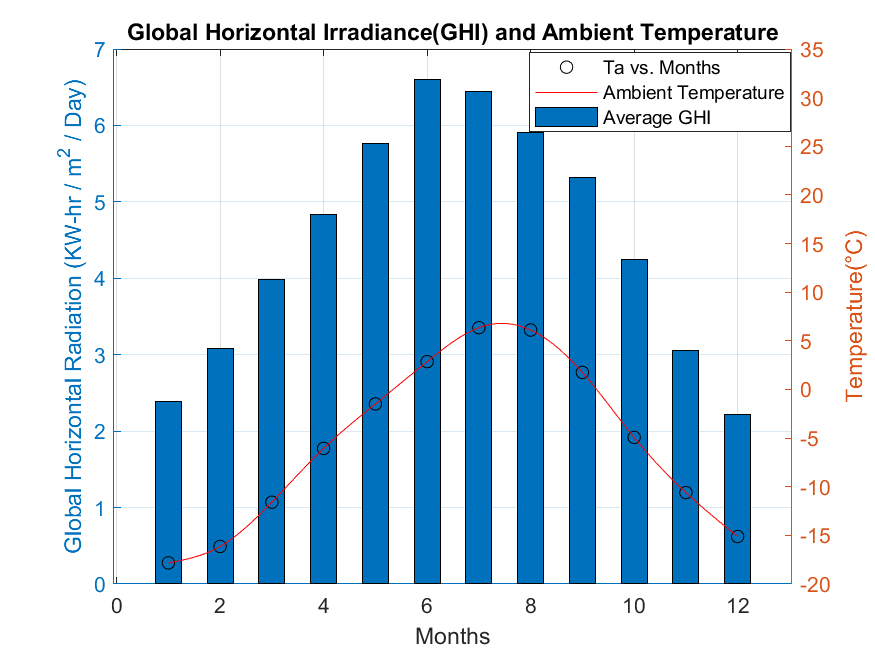 Global Horizontal Irradiance(GHI) and Ambient Temperature
Ta vs. Months
Ambient Temperature
Average GHI
Global Horizontal Radiation (KW-hr / m² / Day)
7
6
5
4
3
2
1
0
Temperature(°C)
35
30
25
20
15
10
5
0
-5
-10
-15
-20
0 2 4 6 8 10 12
Months